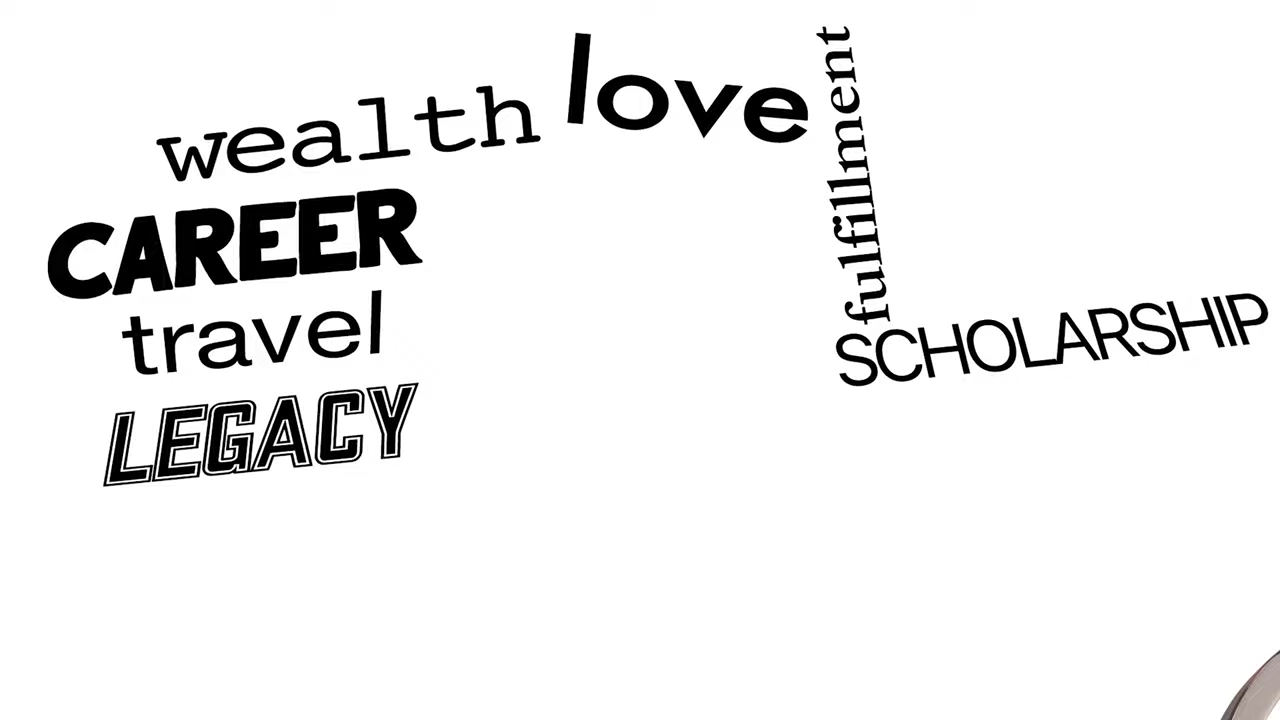 wealth
love
fulfillment
CAREER
travel
SCHOLARSHIP
LEGACY